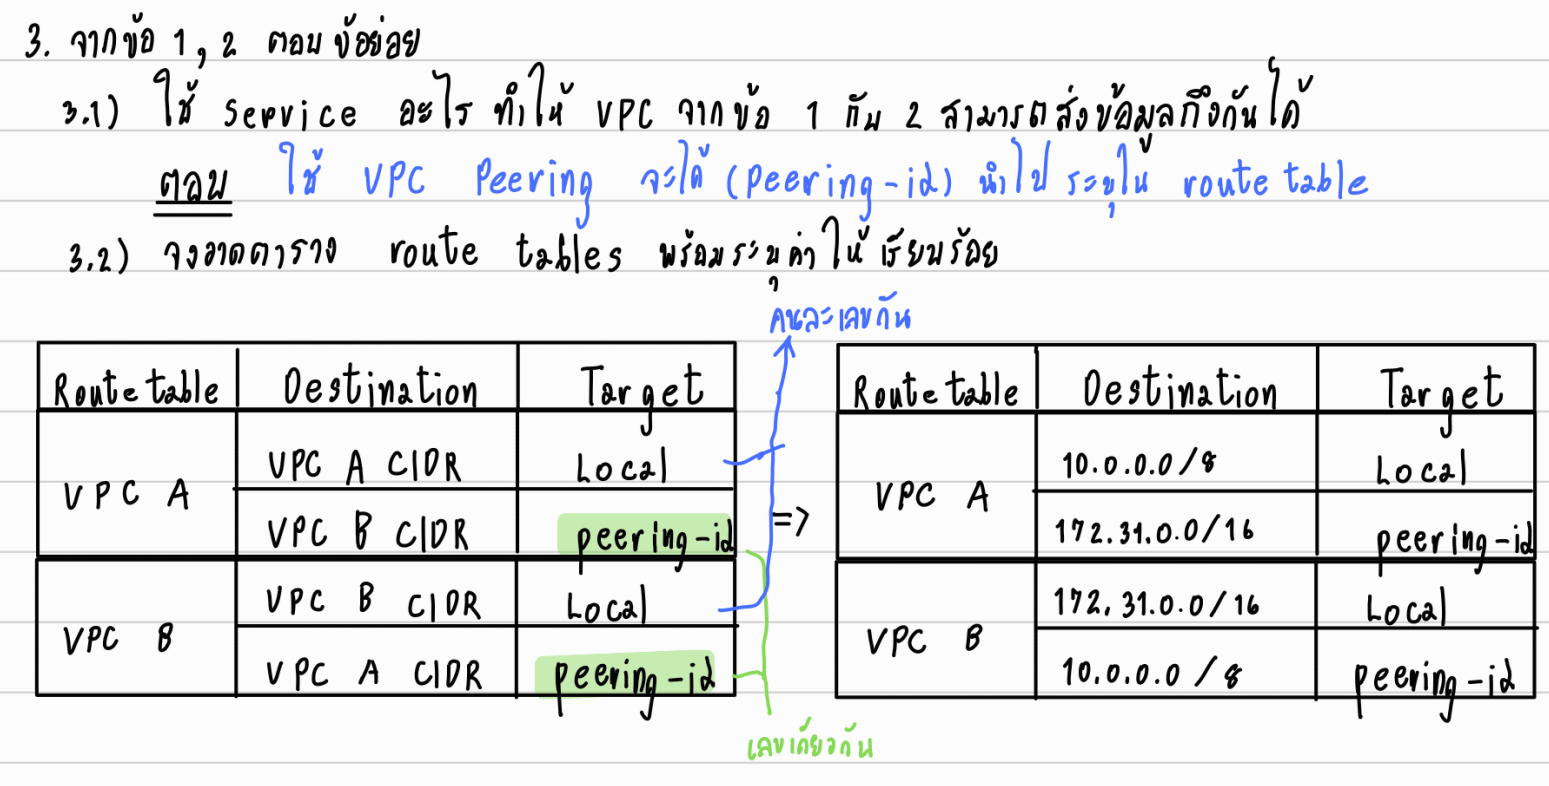 3. จากข้อ 1, 2 ตอบข้อย่อย
3.1) ใช้ Service อะไร ทำให้ VPC จากข้อ 1 กับ 2 สามารถส่งข้อมูลถึงกันได้
ตอบ ใช้ VPC Peering จะได้ (Peering-id) นำไป ระบุใน route table
3.2) จงวาดตาราง route tables พร้อมระบุค่าให้เรียบร้อย
คนละเลขกัน
Route table Destination Target
VPC A VPC A CIDR Local
VPC B CIDR peering-id
VPC B VPC B CIDR Local
VPC A CIDR peering-id
=>
Route table Destination Target
VPC A 10.0.0.0/8 Local
172.31.0.0/16 peering-id
VPC B 172.31.0.0/16 Local
10.0.0.0/8 peering-id
เลขเดียวกัน